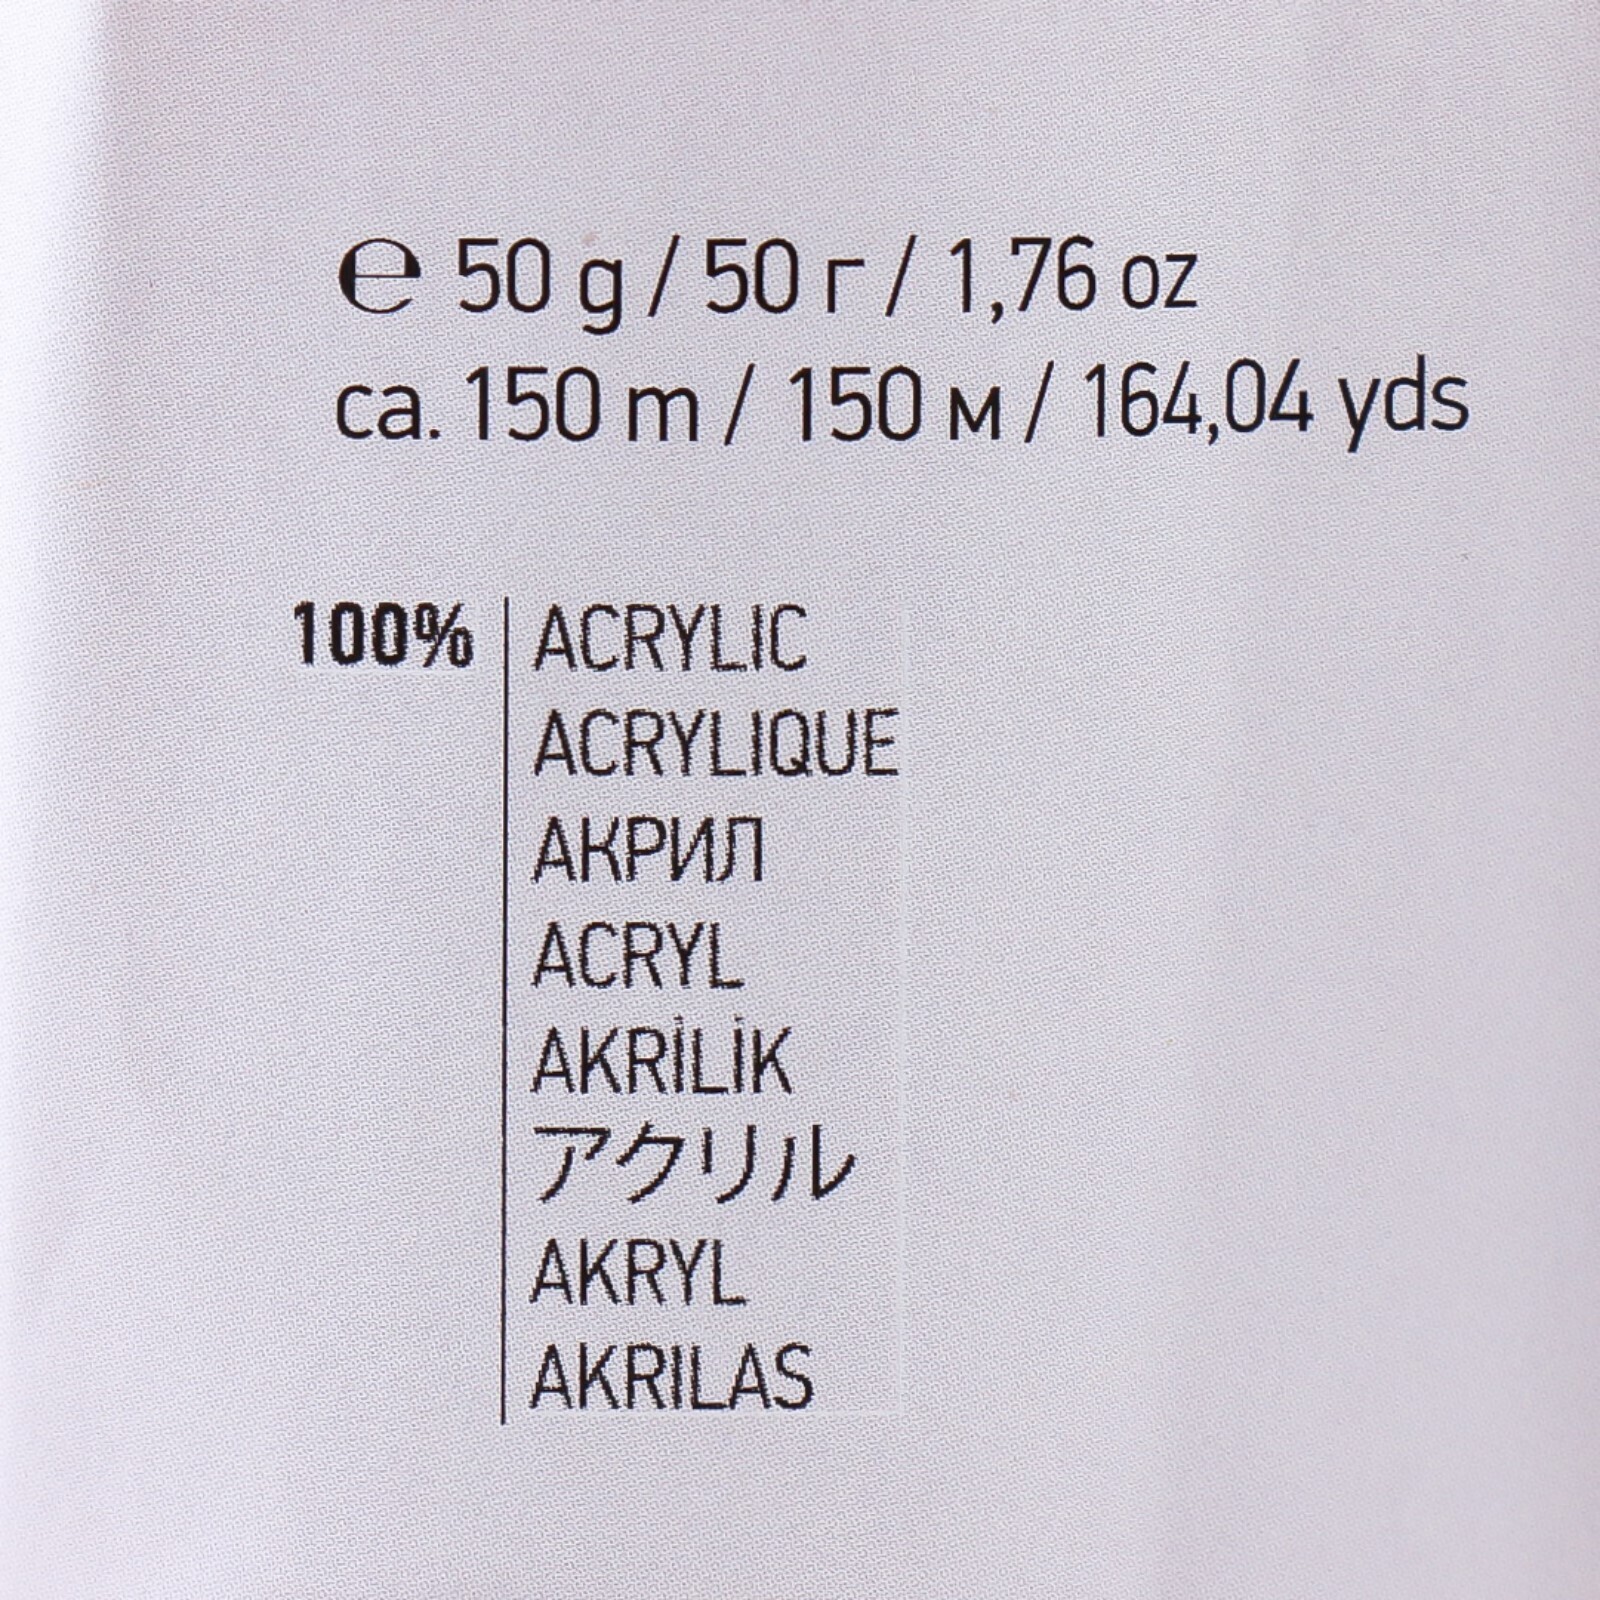 ℮ 50 g / 50 г / 1,76 oz
ca. 150 m / 150 м / 164,04 yds
100% ACRYLIC
ACRYLIQUE
АКРИЛ
ACRYL
AKRİLİK
アクリル
AKRYL
AKRILAS